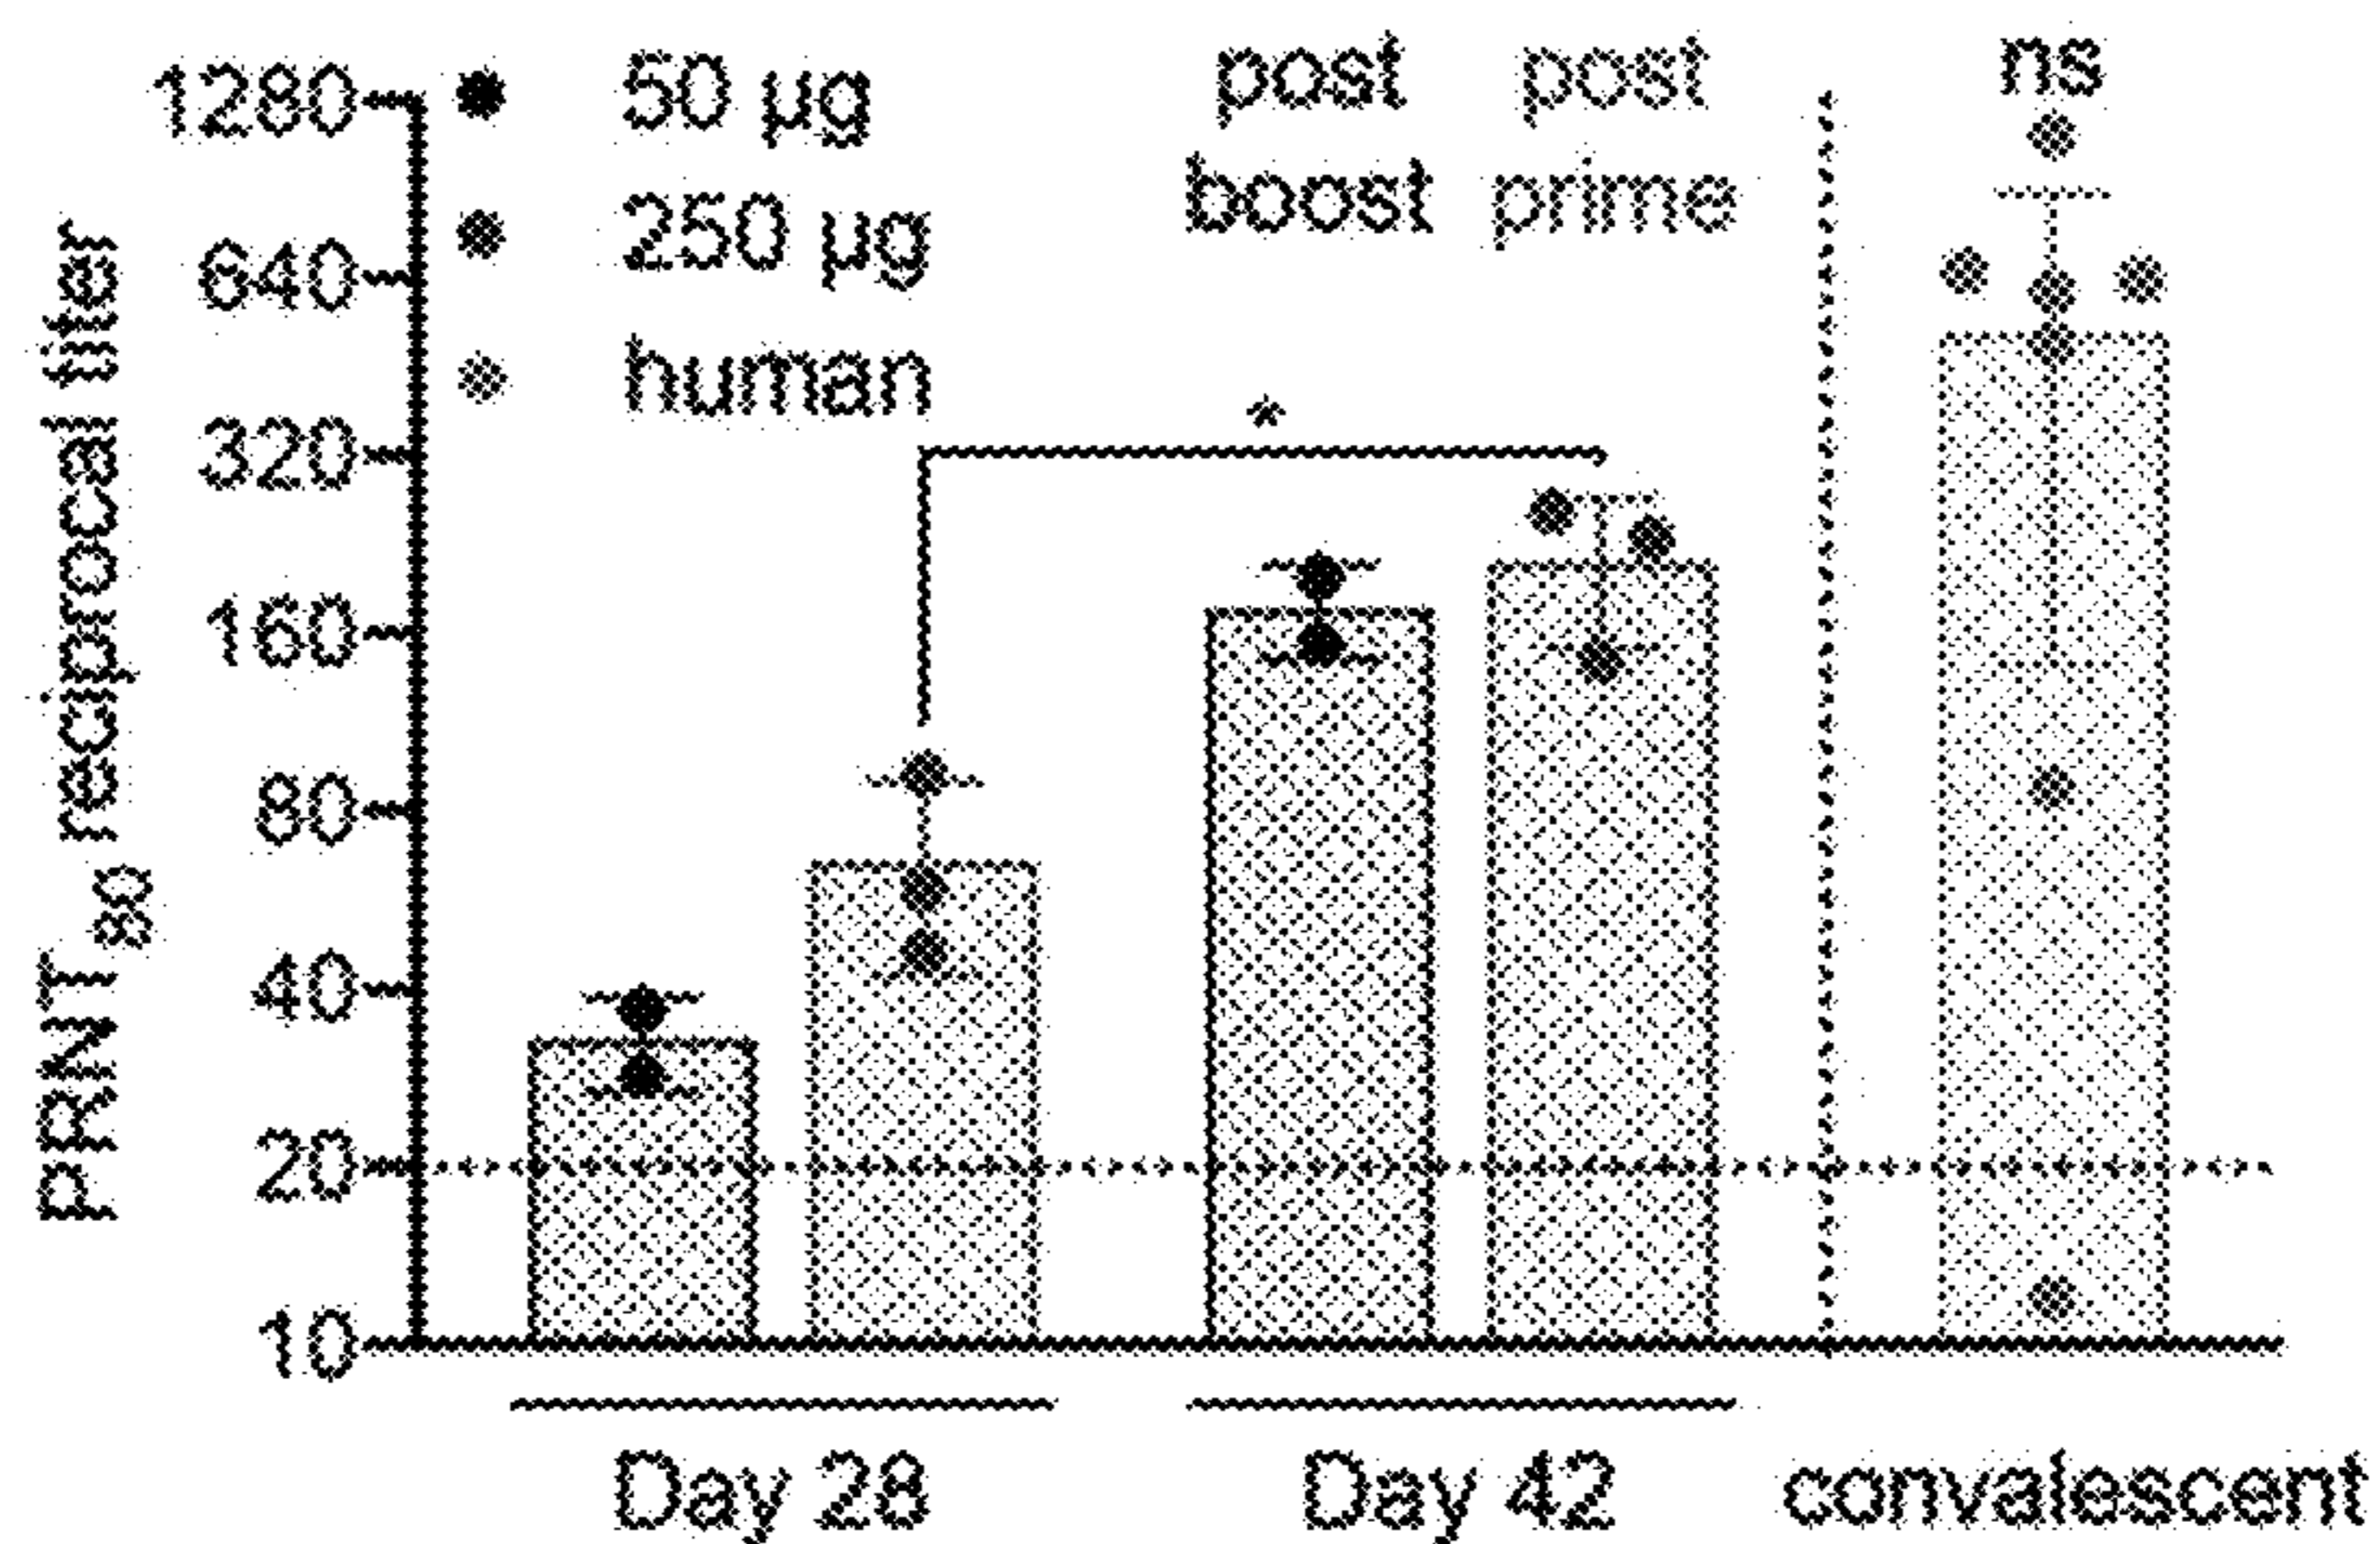 PRNT80 reciprocal titer
1280
640
320
160
80
40
20
10
50 µg
250 µg
human
post post
boost prime
ns
*
Day 28
Day 42
convalescent